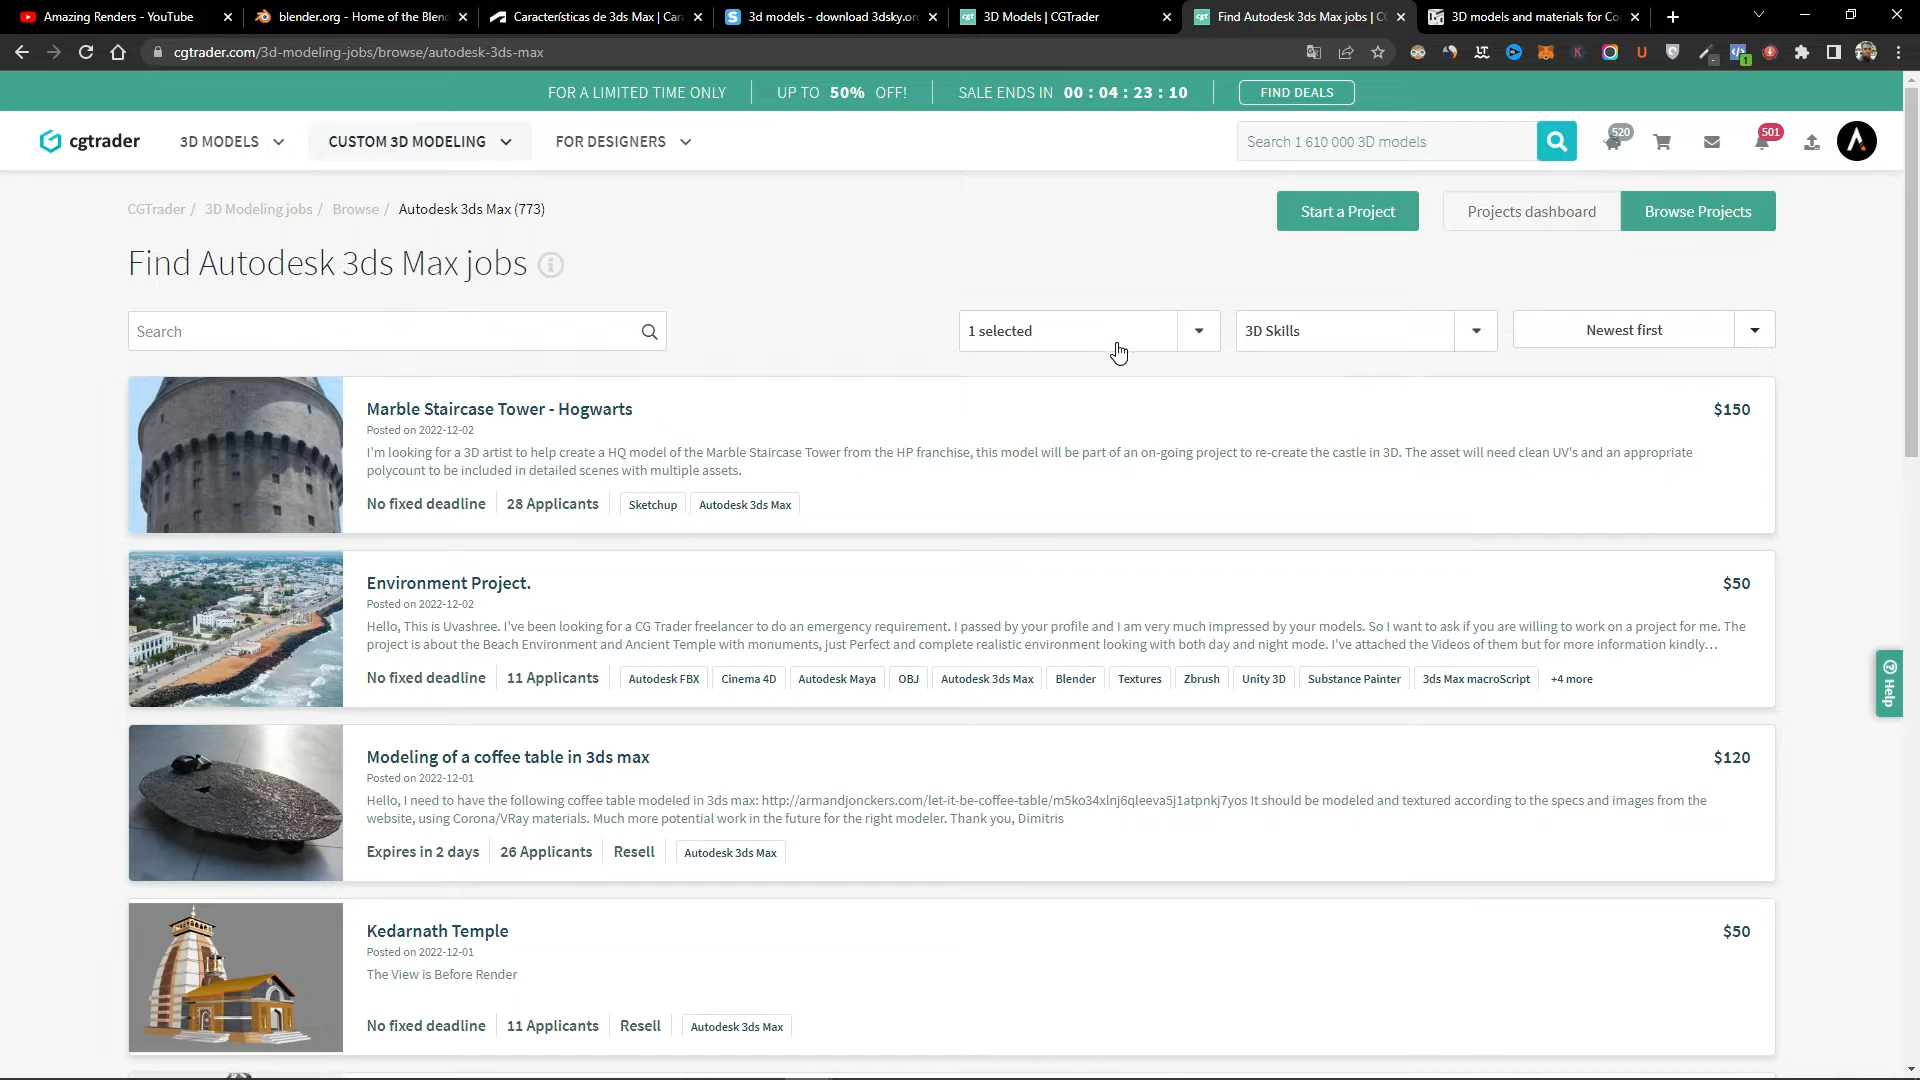 Amazing Renders - YouTube
blender.org - Home of the Blen
Características de 3ds Max | Car
3d models - download 3dsky.or
3D Models | CGTrader
Find Autodesk 3ds Max jobs | C
3D models and materials for Co
cgtrader.com/3d-modeling-jobs/browse/autodesk-3ds-max
FOR A LIMITED TIME ONLY
UP TO 50% OFF!
SALE ENDS IN 00 : 04 : 23 : 10
FIND DEALS
cgtrader
3D MODELS
CUSTOM 3D MODELING
FOR DESIGNERS
Search 1 610 000 3D models
520
501
CGTrader / 3D Modeling jobs / Browse / Autodesk 3ds Max (773)
Start a Project
Projects dashboard
Browse Projects
Find Autodesk 3ds Max jobs
Search
1 selected
3D Skills
Newest first
Marble Staircase Tower - Hogwarts
$150
Posted on 2022-12-02
I'm looking for a 3D artist to help create a HQ model of the Marble Staircase Tower from the HP franchise, this model will be part of an on-going project to re-create the castle in 3D. The asset will need clean UV's and an appropriate
polycount to be included in detailed scenes with multiple assets.
No fixed deadline
28 Applicants
Sketchup
Autodesk 3ds Max
Environment Project.
$50
Posted on 2022-12-02
Hello, This is Uvashree. I've been looking for a CG Trader freelancer to do an emergency requirement. I passed by your profile and I am very much impressed by your models. So I want to ask if you are willing to work on a project for me. The
project is about the Beach Environment and Ancient Temple with monuments, just Perfect and complete realistic environment looking with both day and night mode. I've attached the Videos of them but for more information kindly...
No fixed deadline
11 Applicants
Autodesk FBX
Cinema 4D
Autodesk Maya
OBJ
Autodesk 3ds Max
Blender
Textures
Zbrush
Unity 3D
Substance Painter
3ds Max macroScript
+4 more
Help
Modeling of a coffee table in 3ds max
$120
Posted on 2022-12-01
Hello, I need to have the following coffee table modeled in 3ds max: http://armandjonckers.com/let-it-be-coffee-table/m5ko34xlnj6qleeva5j1atpnkj7yos It should be modeled and textured according to the specs and images from the
website, using Corona/VRay materials. Much more potential work in the future for the right modeler. Thank you, Dimitris
Expires in 2 days
26 Applicants
Resell
Autodesk 3ds Max
Kedarnath Temple
$50
Posted on 2022-12-01
The View is Before Render
No fixed deadline
11 Applicants
Resell
Autodesk 3ds Max